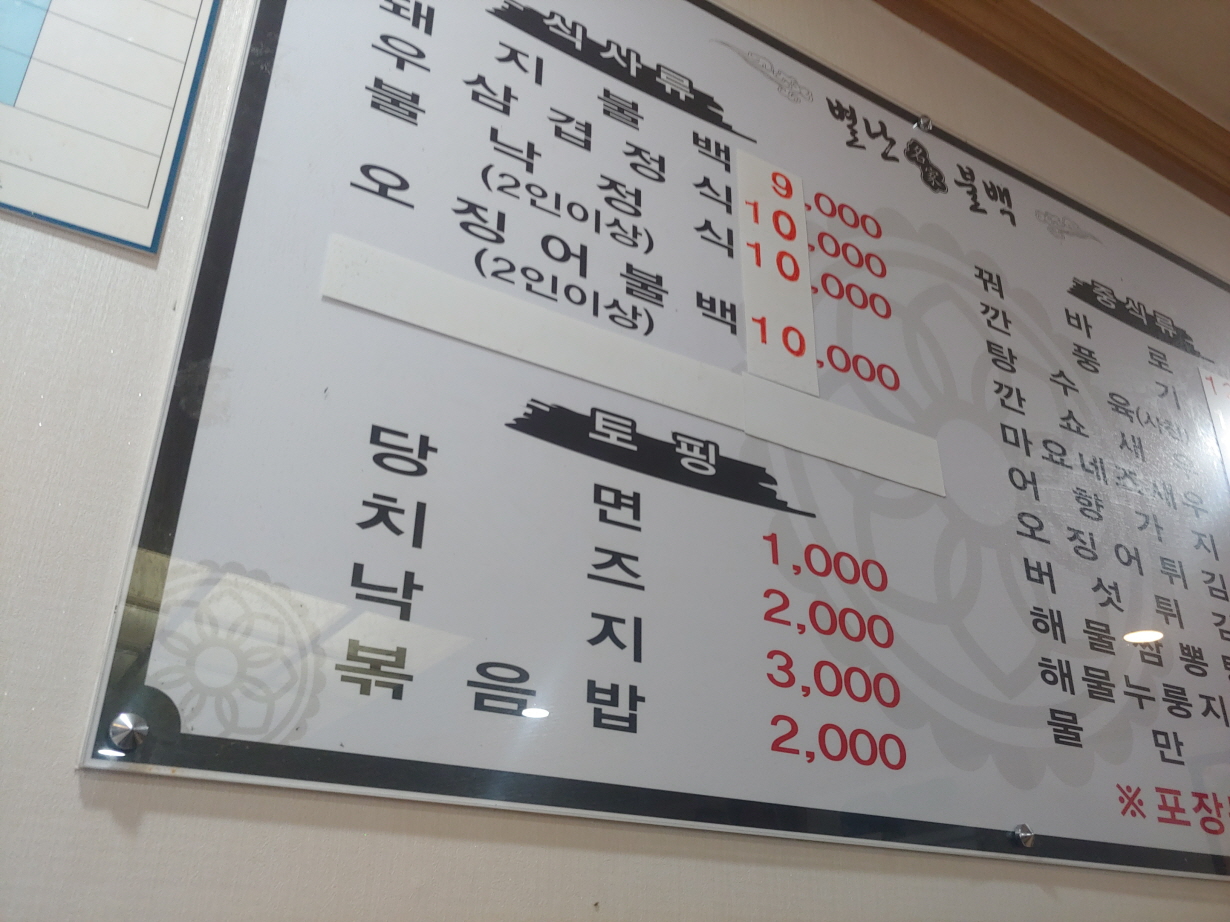 별난 불백
식사류
돼지불백 9,000
우삼겹정식 10,000
불낙정식 10,000
(2인이상)
오징어불백 10,000
(2인이상)
토핑
당면 1,000
치즈 2,000
낙지 3,000
볶음밥 2,000
중식류
꿔바로
깐풍기
탕수육(사천)
깐쇼새우
마요네즈새우
어향가지
오징어튀김
버섯튀김
해물짬뽕탕
해물누룽지
물만
※포장